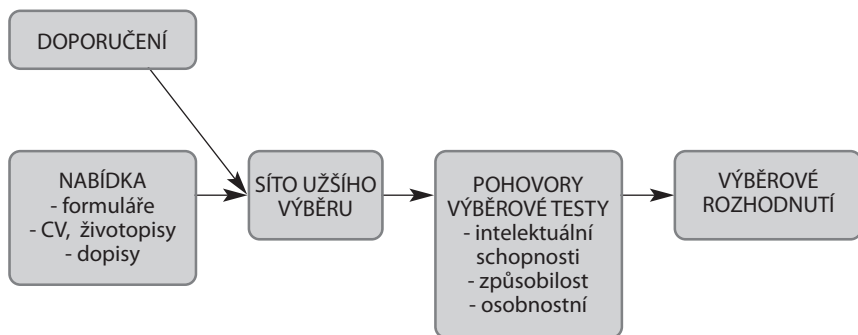 DOPORUČENÍ
NABÍDKA
- formuláře
- CV, životopisy
- dopisy
SÍTO UŽŠÍHO
VÝBĚRU
POHOVORY
VÝBĚROVÉ TESTY
- intelektuální
schopnosti
- způsobilost
- osobnostní
VÝBĚROVÉ
ROZHODNUTÍ